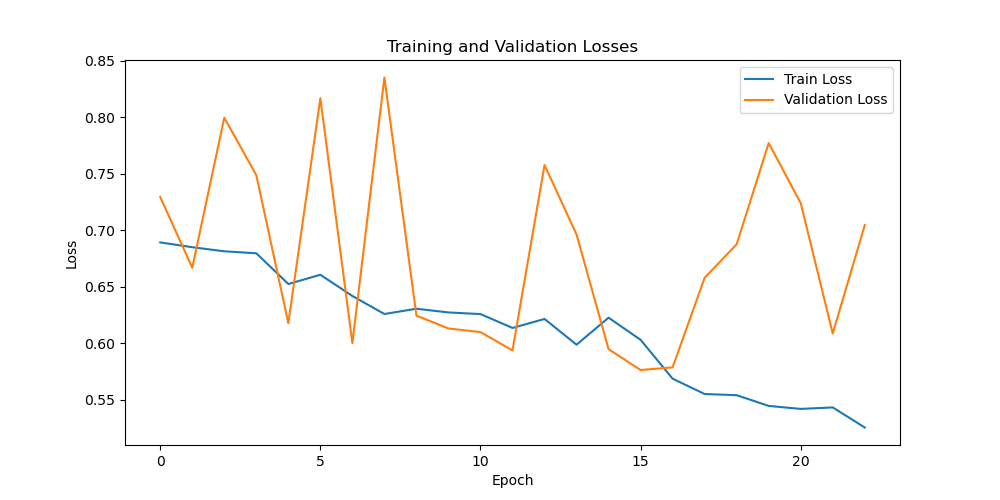 Training and Validation Losses
Train Loss
Validation Loss
0.85
0.80
0.75
0.70
0.65
0.60
0.55
Loss
0 5 10 15 20
Epoch